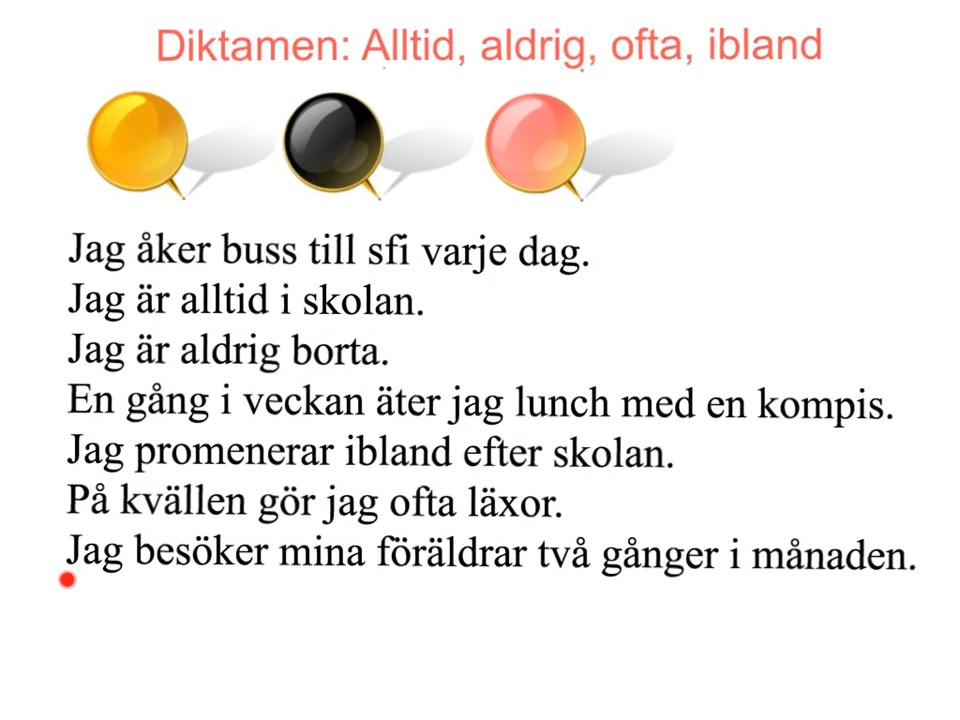 Diktamen: Alltid, aldrig, ofta, ibland
Jag åker buss till sfi varje dag.
Jag är alltid i skolan.
Jag är aldrig borta.
En gång i veckan äter jag lunch med en kompis.
Jag promenerar ibland efter skolan.
På kvällen gör jag ofta läxor.
Jag besöker mina föräldrar två gånger i månaden.